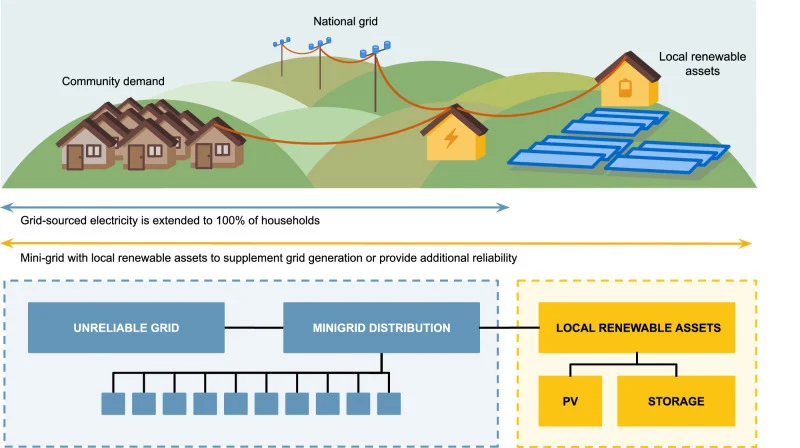 National grid
Local renewable
assets
Community demand
Grid-sourced electricity is extended to 100% of households
Mini-grid with local renewable assets to supplement grid generation or provide additional reliability
UNRELIABLE GRID
MINIGRID DISTRIBUTION
LOCAL RENEWABLE ASSETS
PV
STORAGE